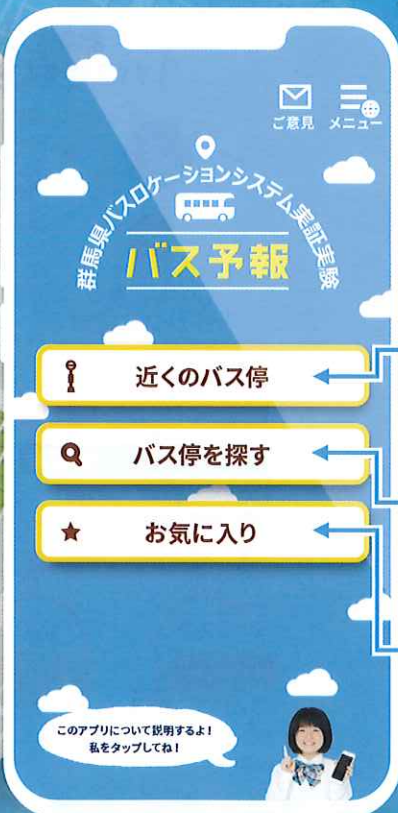 ご意見 メニュー
群馬県バスロケーションシステム実証実験
バス予報
近くのバス停
バス停を探す
お気に入り
このアプリについて説明するよ!
私をタップしてね!